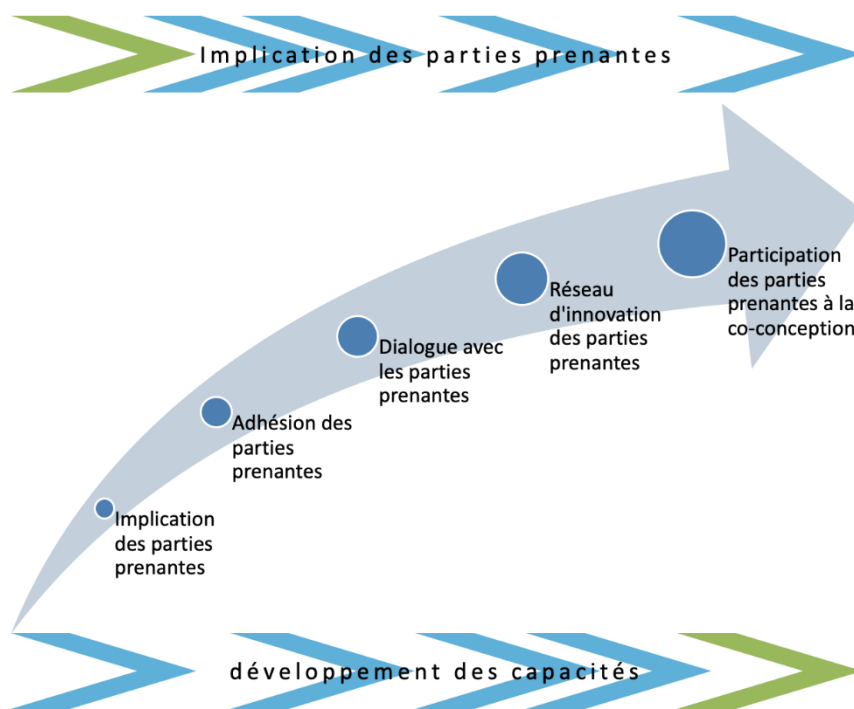 Implication des parties prenantes
Participation
des parties
prenantes à la
co-conception
Réseau
d'innovation
des parties
prenantes
Dialogue avec
les parties
prenantes
Adhésion des
parties
prenantes
Implication
des parties
prenantes
développement des capacités